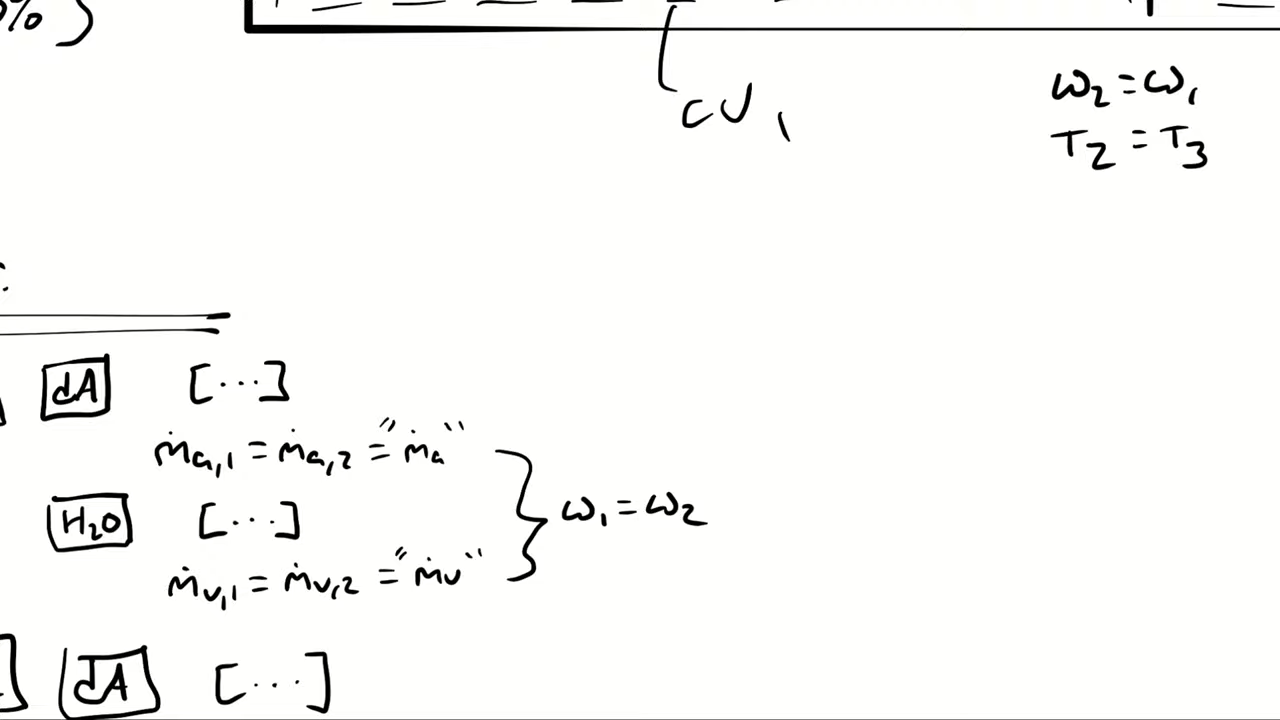 0%)
CV 1
ω₂ = ω₁
T₂ = T₃
:
dA [...]
ṁa,1 = ṁa,2 = "ṁa"
H₂O [...]
ω₁ = ω₂
ṁv,1 = ṁv,2 = "ṁv"
dA [...]